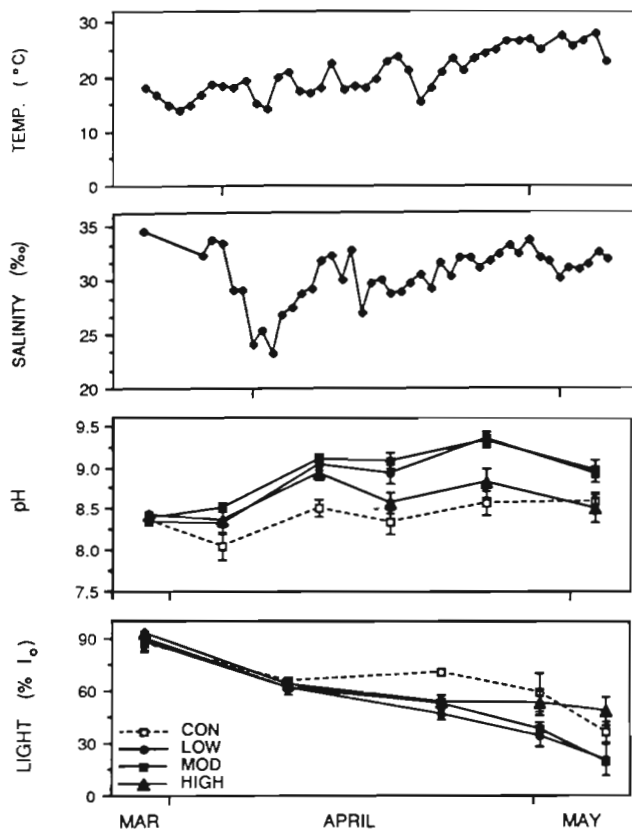 30
20
10
0
TEMP. (°C)
35
30
25
20
SALINITY (‰)
9.5
9.0
8.5
8.0
7.5
pH
90
60
30
0
LIGHT (% Io)
CON
LOW
MOD
HIGH
MAR APRIL MAY